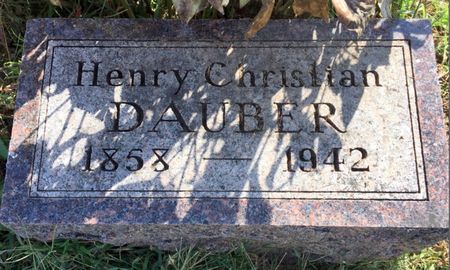 Henry Christian
DAUBER
1858 — 1942